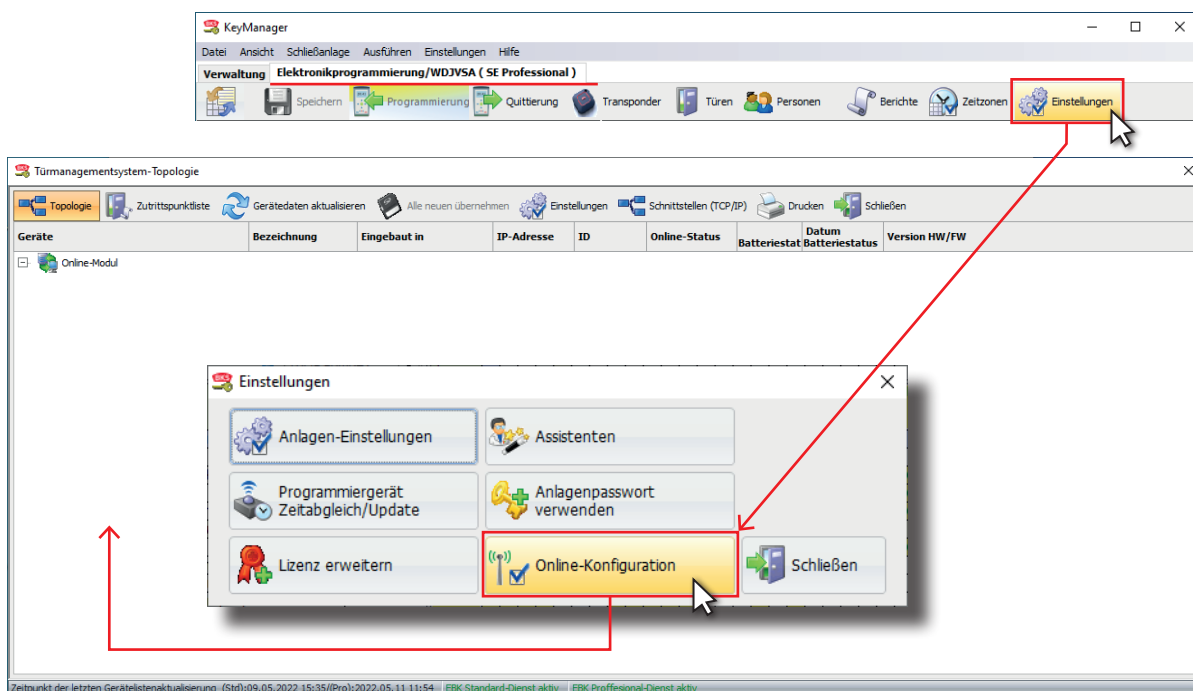 KeyManager
Datei Ansicht Schließanlage Ausführen Einstellungen Hilfe
Verwaltung Elektronikprogrammierung/WDJVSA ( SE Professional )
Speichern Programmierung Quittierung Transponder Türen Personen Berichte Zeitzonen Einstellungen
Türmanagementsystem-Topologie
Topologie Zutrittspunktliste Gerätedaten aktualisieren Alle neuen übernehmen Einstellungen Schnittstellen (TCP/IP) Drucken Schließen
Geräte Bezeichnung Eingebaut in IP-Adresse ID Online-Status Batteriestat Datum Batteriestatus Version HW/FW
Online-Modul
Einstellungen
Anlagen-Einstellungen Assistenten
Programmiergerät Zeitabgleich/Update Anlagenpasswort verwenden
Lizenz erweitern Online-Konfiguration Schließen
Zeitpunkt der letzten Gerätelistenaktualisierung (Std):09.05.2022 15:35/(Pro):2022.05.11 11:54 EBK Standard-Dienst aktiv EBK Proffesional-Dienst aktiv